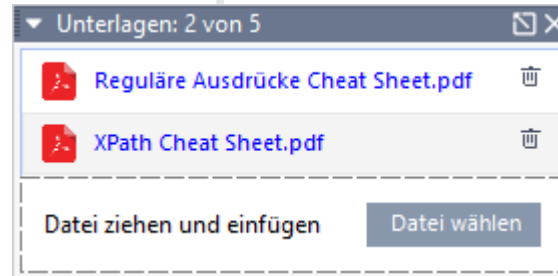 Unterlagen: 2 von 5
Reguläre Ausdrücke Cheat Sheet.pdf
XPath Cheat Sheet.pdf
Datei ziehen und einfügen Datei wählen